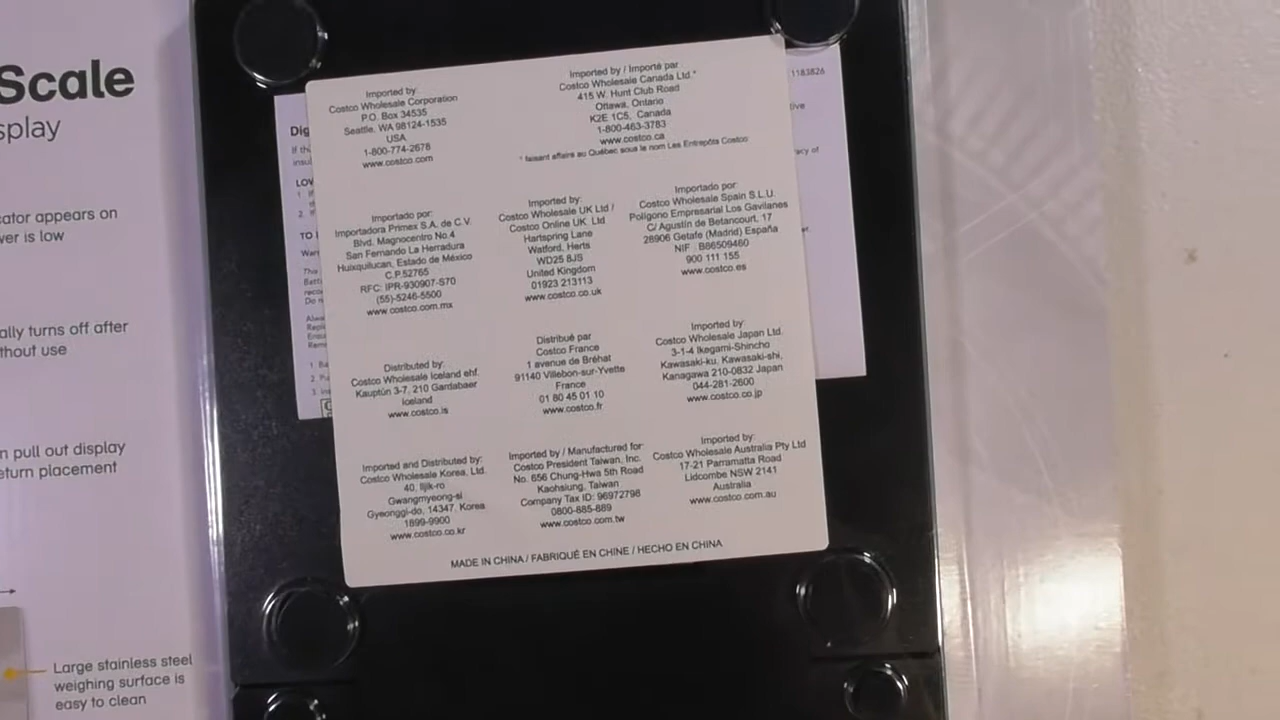 Scale
splay
cator appears on
wer is low
ally turns off after
thout use
n pull out display
eturn placement
Large stainless steel
weighing surface is
easy to clean
Imported by:
Costco Wholesale Corporation
P.O. Box 34535
Seattle, WA 98124-1535
USA
1-800-774-2678
www.costco.com
Imported by / Importé par
Costco Wholesale Canada Ltd.*
415 W. Hunt Club Road
Ottawa, Ontario
K2E 1C5, Canada
1-800-463-3783
www.costco.ca
* faisant affaires au Québec sous le nom Les Entrepôts Costco
Importado por:
Importadora Primex S.A. de C.V.
Blvd. Magnocentro No.4
San Fernando La Herradura
Huixquilucan, Estado de México
C.P.52765
RFC: IPR-930907-S70
(55)-5246-5500
www.costco.com.mx
Imported by:
Costco Wholesale UK Ltd /
Costco Online UK Ltd
Hartspring Lane
Watford, Herts
WD25 8JS
United Kingdom
01923 213113
www.costco.co.uk
Importado por:
Costco Wholesale Spain S.L.U.
Polígono Empresarial Los Gavilanes
C/ Agustín de Betancourt, 17
28906 Getafe (Madrid) España
NIF : B86509460
900 111 155
www.costco.es
Distributed by:
Costco Wholesale Iceland ehf.
Kauptún 3-7, 210 Gardabaer
Iceland
www.costco.is
Distribué par
Costco France
1 avenue de Bréhat
91140 Villebon-sur-Yvette
France
01 80 45 01 10
www.costco.fr
Imported by:
Costco Wholesale Japan Ltd.
3-1-4 Ikegami-Shincho
Kawasaki-ku, Kawasaki-shi,
Kanagawa 210-0832 Japan
044-281-2600
www.costco.co.jp
Imported and Distributed by:
Costco Wholesale Korea, Ltd.
40, Iljik-ro
Gwangmyeong-si
Gyeonggi-do, 14347, Korea
1899-9900
www.costco.co.kr
Imported by / Manufactured for:
Costco President Taiwan, Inc.
No. 656 Chung-Hwa 5th Road
Kaohsiung, Taiwan
Company Tax ID: 96972798
0800-885-889
www.costco.com.tw
Imported by:
Costco Wholesale Australia Pty Ltd
17-21 Parramatta Road
Lidcombe NSW 2141
Australia
www.costco.com.au
MADE IN CHINA / FABRIQUÉ EN CHINE / HECHO EN CHINA
1183826
Dig
If th
LOW